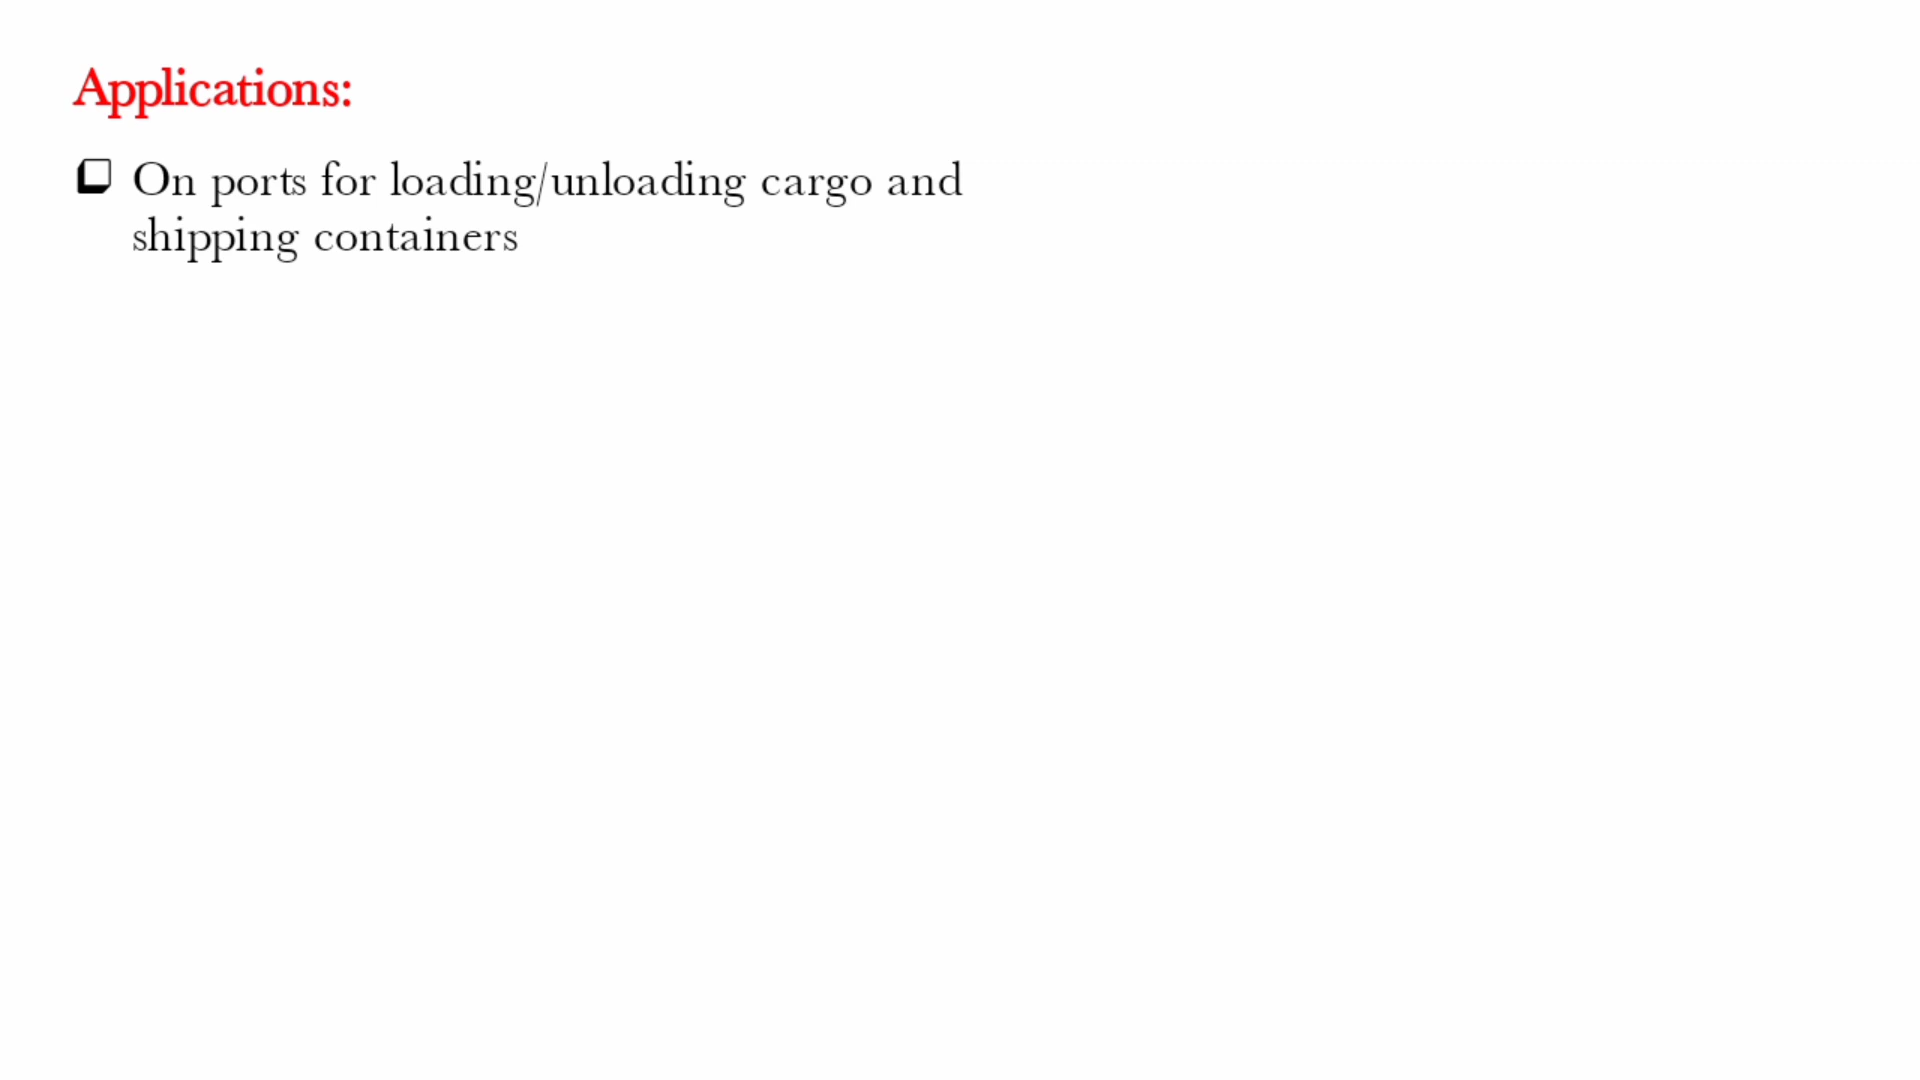 Applications:
❑ On ports for loading/unloading cargo and
shipping containers